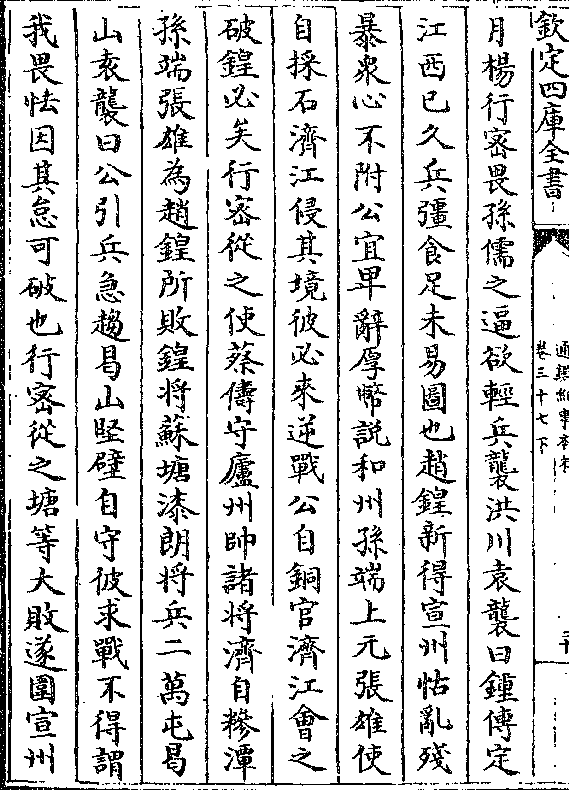 欽定四庫全書
通鑑紀事本末
卷三十七下
月楊行宻畏孫儒之逼欲輕兵襲洪川袁襲曰鍾傳定
江西已久兵彊食足未易圖也趙鍠新得宣州怙亂殘
暴衆心不附公宜卑辭厚幣説和州孫端上元張雄使
自採石濟江侵其境彼必來逆戰公自銅官濟江會之
破鍠必矣行宻從之使蔡儔守廬州帥諸將濟自糝潭
孫端張雄為趙鍠所敗鍠將蘇塘漆朗將兵二萬屯曷
山袁襲曰公引兵急趨曷山堅壁自守彼求戰不得謂
我畏怯因其怠可破也行宻從之塘等大敗遂圍宣州